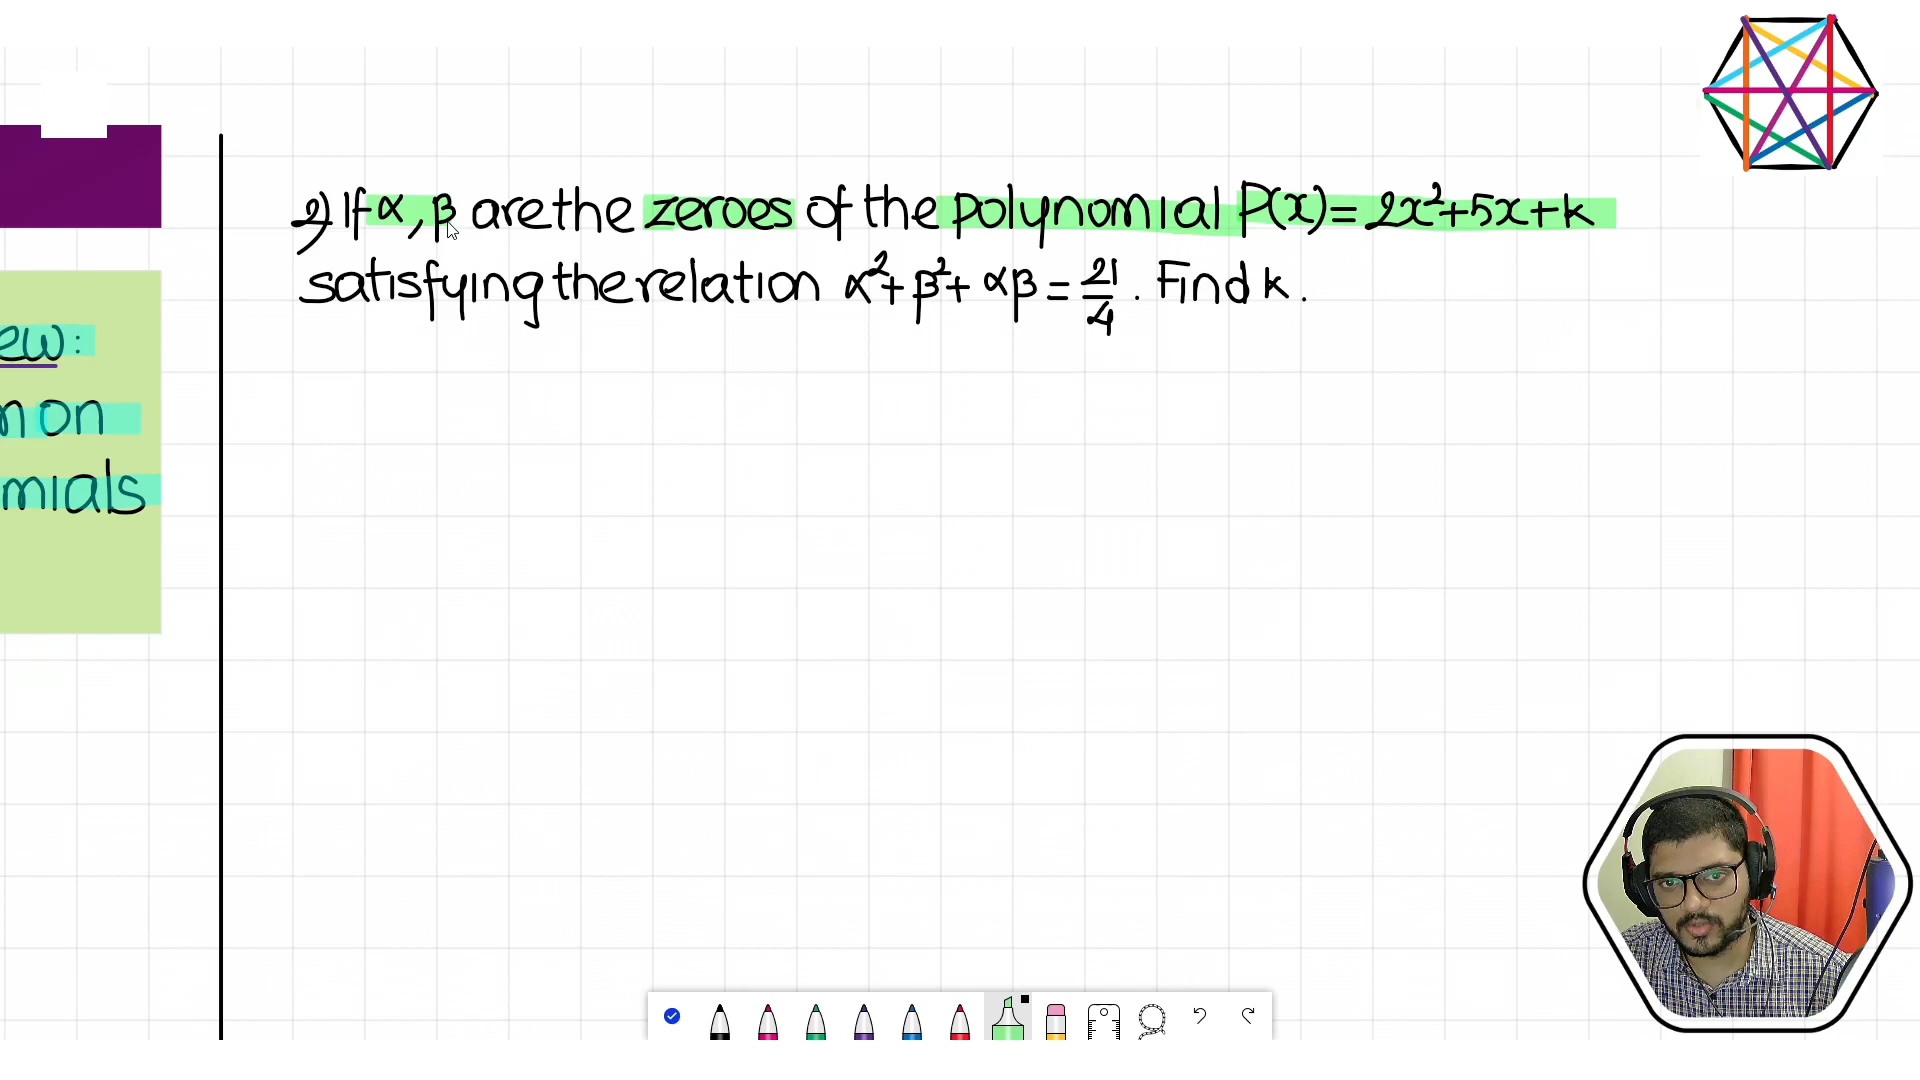 2) If α, β are the zeroes of the polynomial P(x) = 2x²+5x+k
satisfying the relation α²+β²+αβ = 21/4. Find k.
ew:
on
mials